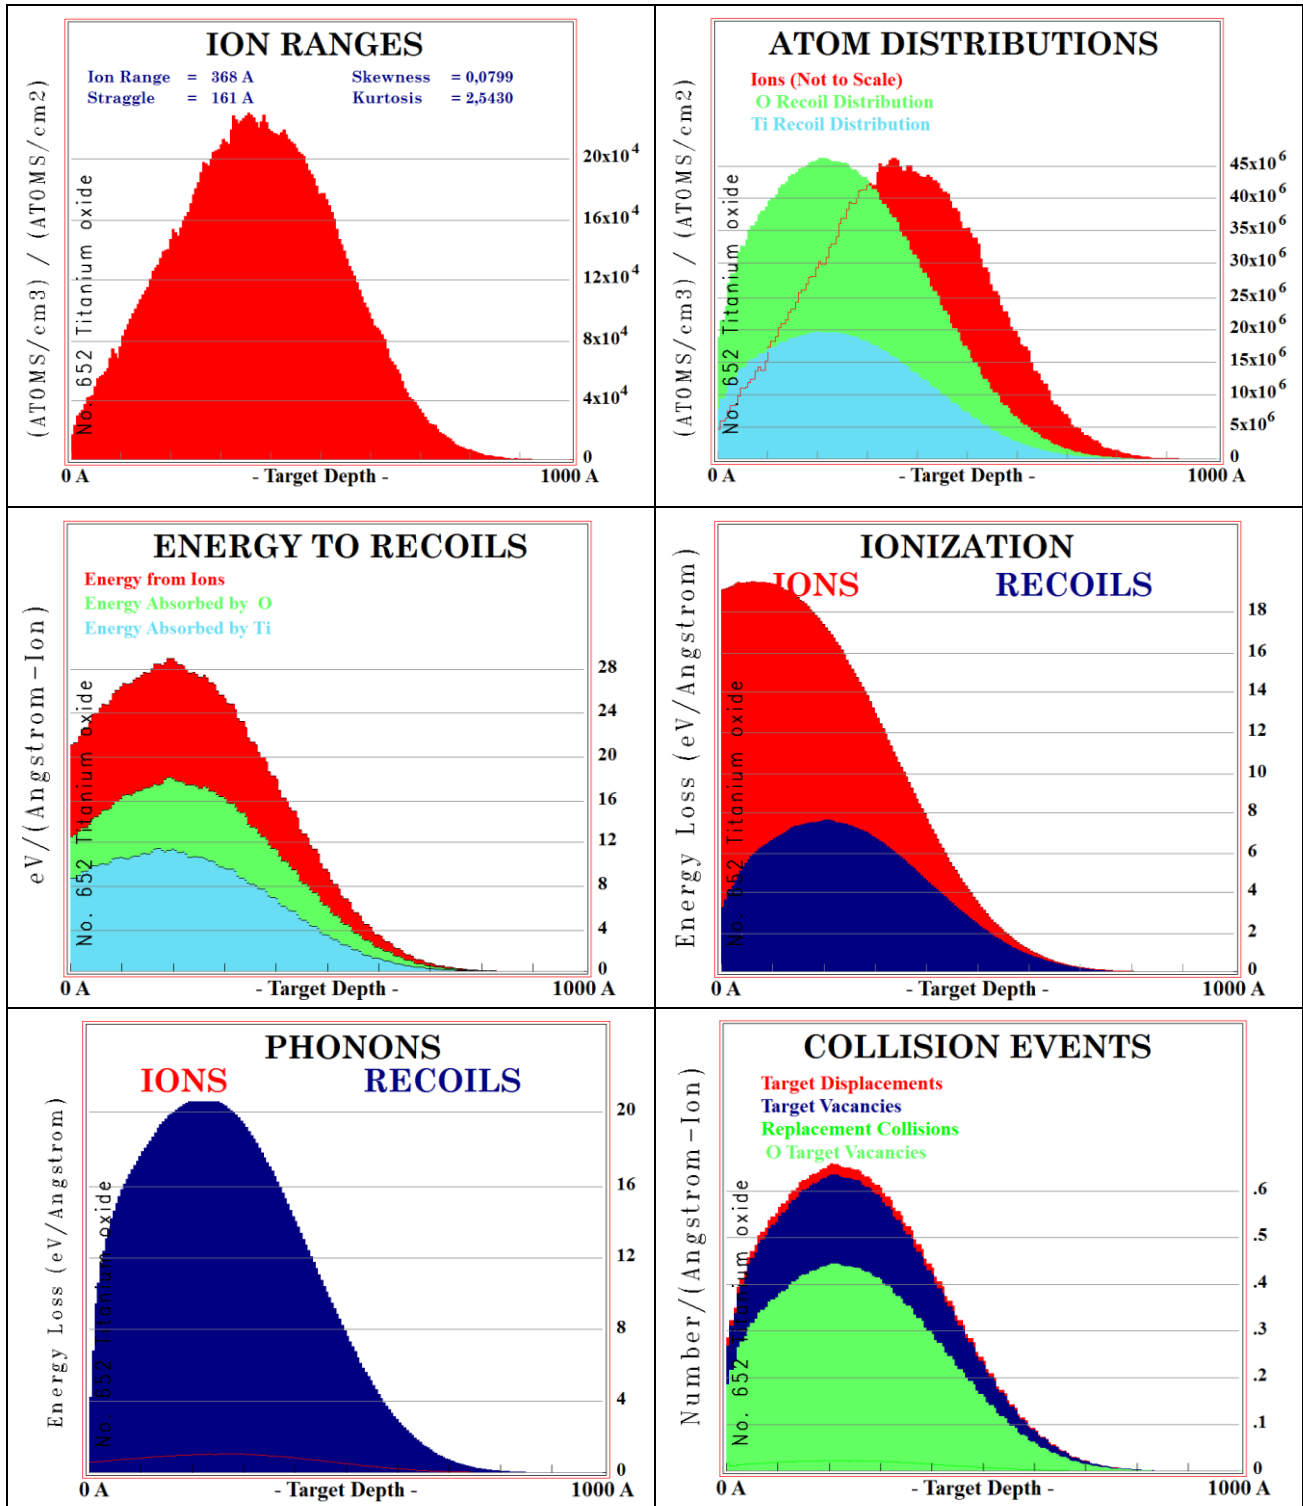 ION RANGES
Ion Range = 368 A Skewness = 0,0799
Straggle = 161 A Kurtosis = 2,5430
(ATOMS/cm3) / (ATOMS/cm2)
No. 652 Titanium oxide
20x10^4
16x10^4
12x10^4
8x10^4
4x10^4
0
0 A - Target Depth - 1000 A
ATOM DISTRIBUTIONS
Ions (Not to Scale)
O Recoil Distribution
Ti Recoil Distribution
(ATOMS/cm3) / (ATOMS/cm2)
No. 652 Titanium oxide
45x10^6
40x10^6
35x10^6
30x10^6
25x10^6
20x10^6
15x10^6
10x10^6
5x10^6
0
0 A - Target Depth - 1000 A
ENERGY TO RECOILS
Energy from Ions
Energy Absorbed by O
Energy Absorbed by Ti
eV/(Angstrom-Ion)
No. 652 Titanium oxide
28
24
20
16
12
8
4
0
0 A - Target Depth - 1000 A
IONIZATION
IONS RECOILS
Energy Loss (eV/Angstrom)
No. 652 Titanium oxide
18
16
14
12
10
8
6
4
2
0
0 A - Target Depth - 1000 A
PHONONS
IONS RECOILS
Energy Loss (eV/Angstrom)
No. 652 Titanium oxide
20
16
12
8
4
0
0 A - Target Depth - 1000 A
COLLISION EVENTS
Target Displacements
Target Vacancies
Replacement Collisions
O Target Vacancies
Number/(Angstrom-Ion)
No. 652 Titanium oxide
.6
.5
.4
.3
.2
.1
0
0 A - Target Depth - 1000 A